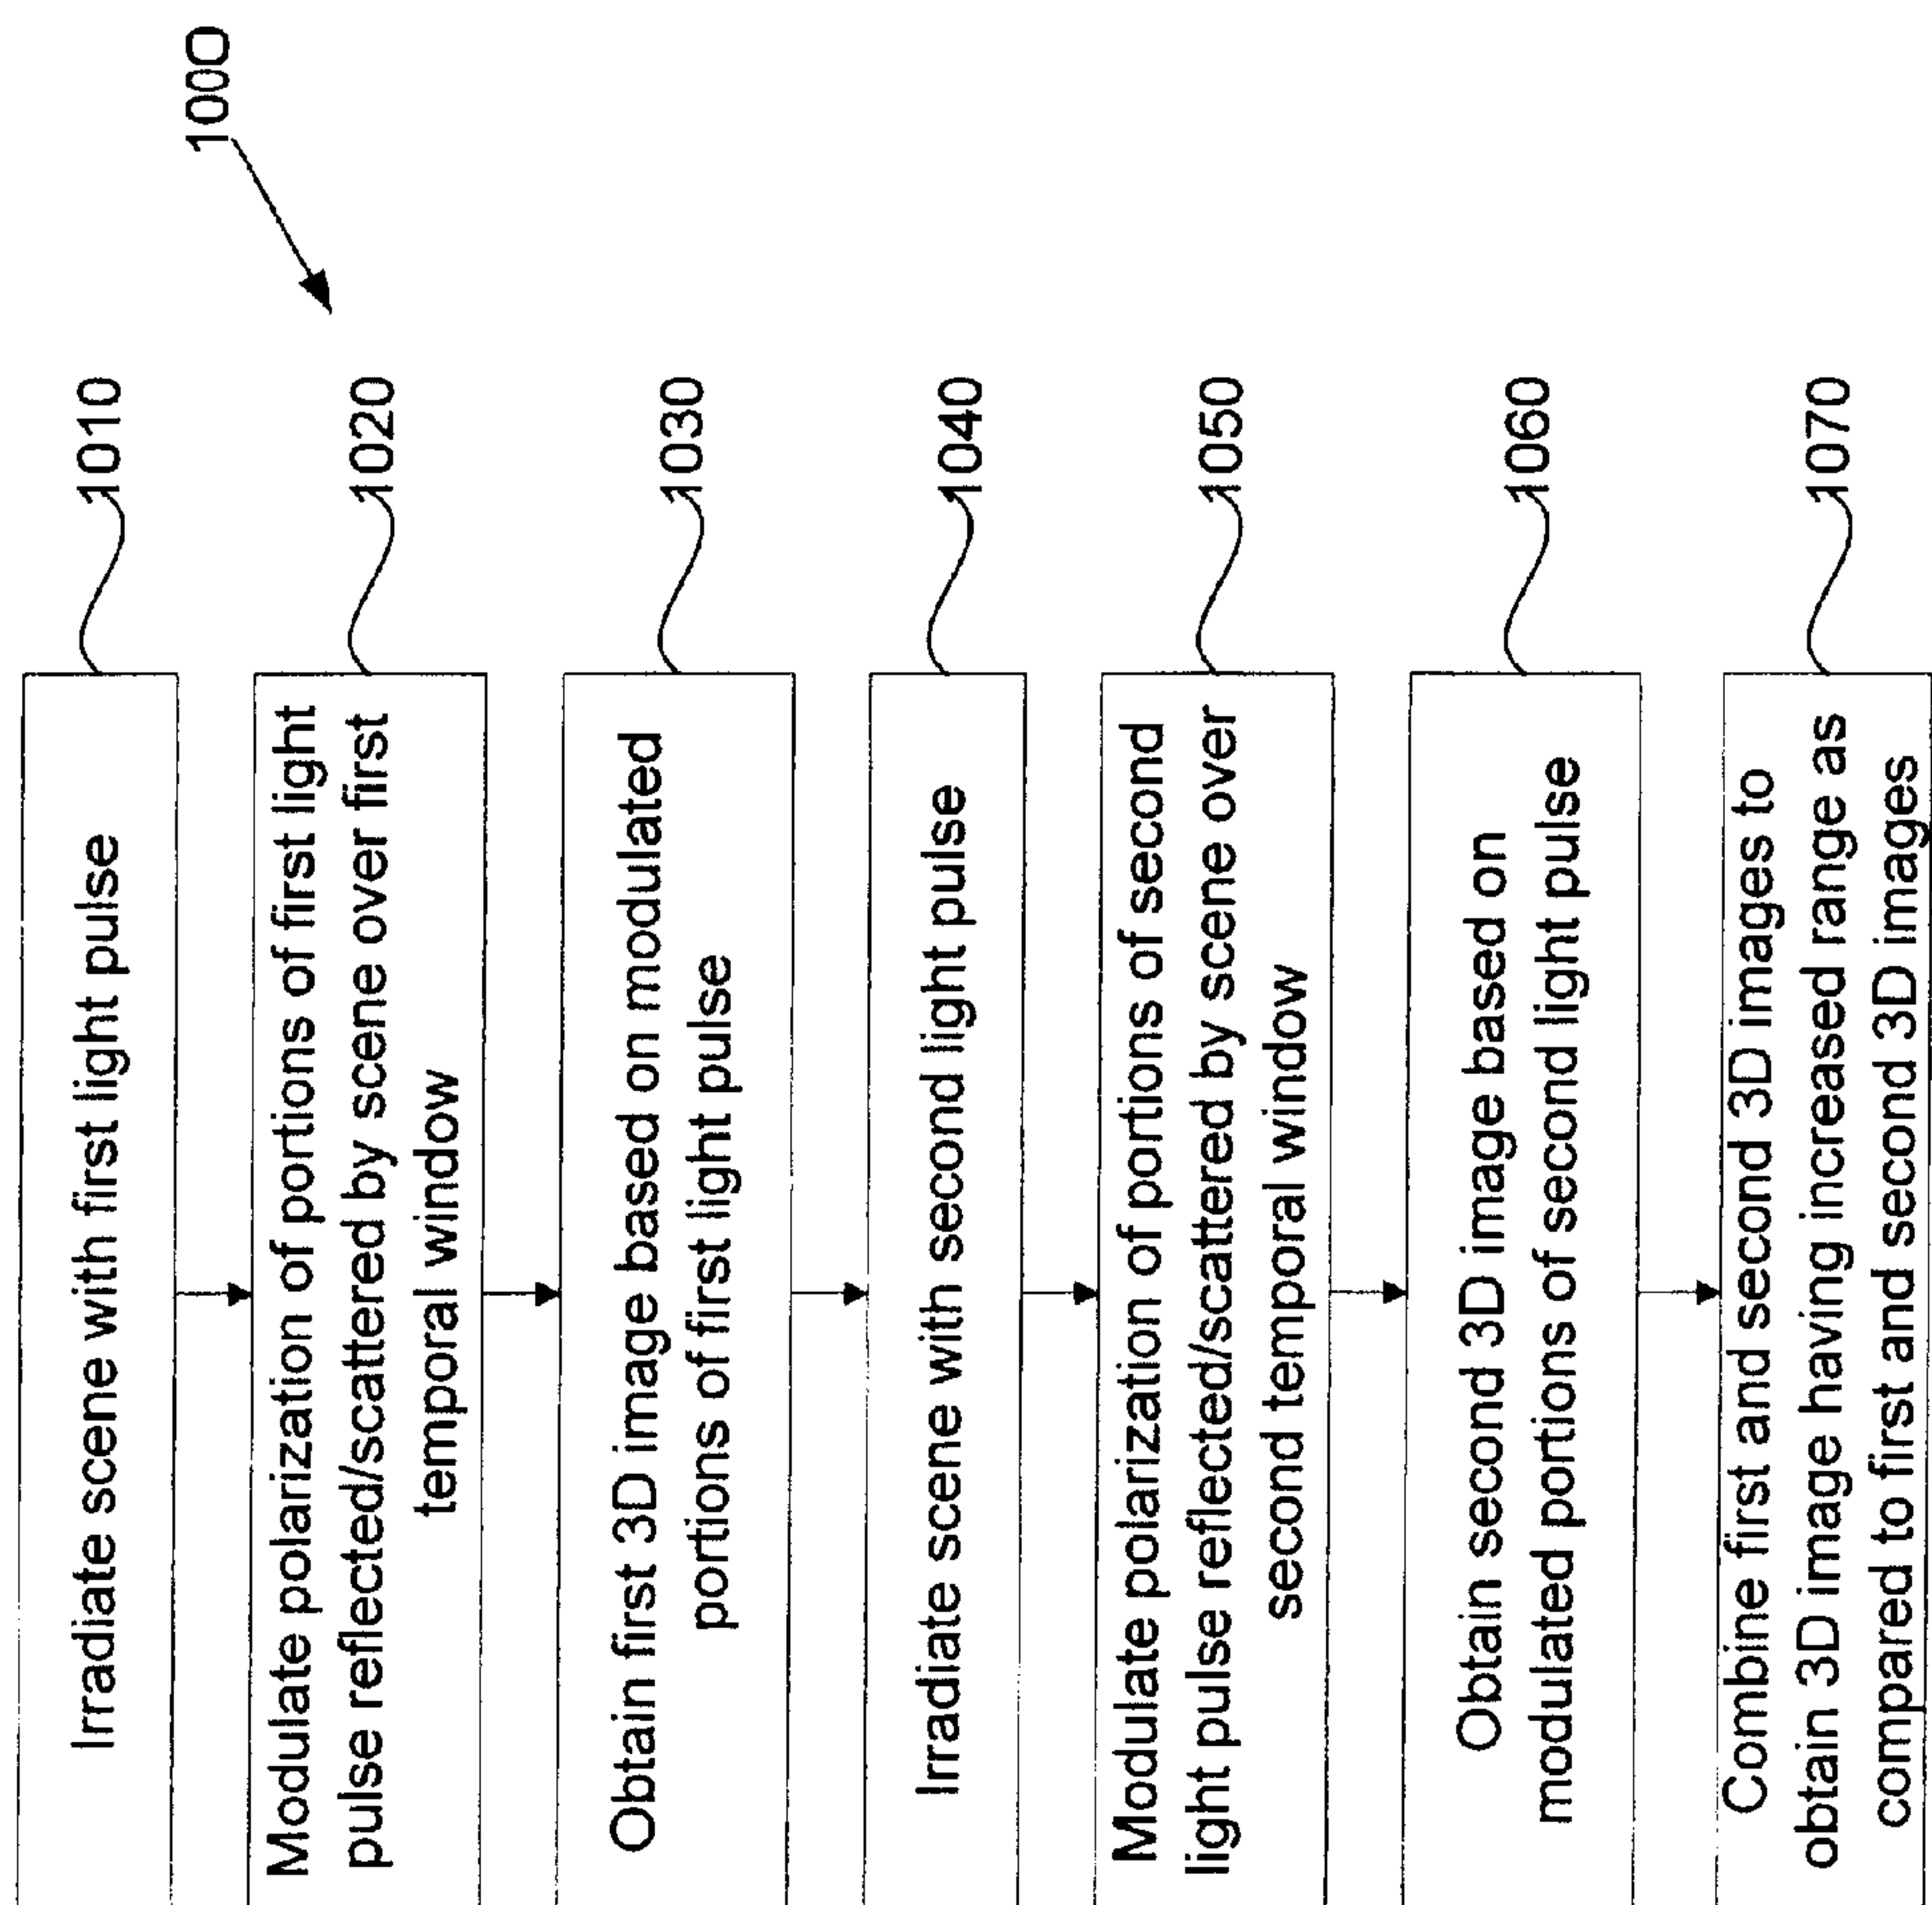 1000
Irradiate scene with first light pulse
1010
Modulate polarization of portions of first light
pulse reflected/scattered by scene over first
temporal window
1020
Obtain first 3D image based on modulated
portions of first light pulse
1030
Irradiate scene with second light pulse
1040
Modulate polarization of portions of second
light pulse reflected/scattered by scene over
second temporal window
1050
Obtain second 3D image based on
modulated portions of second light pulse
1060
Combine first and second 3D images to
obtain 3D image having increased range as
compared to first and second 3D images
1070